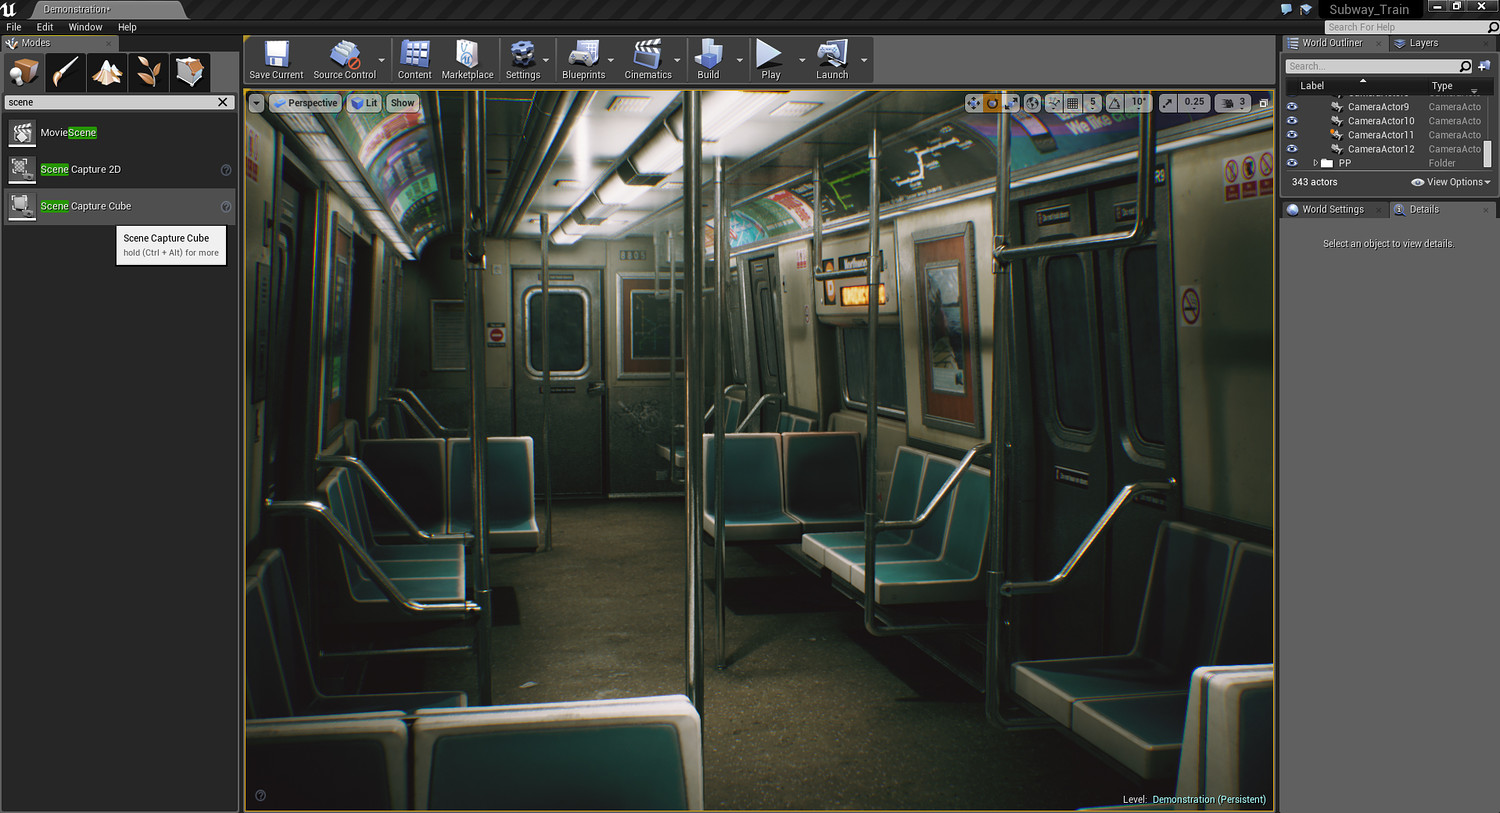 Demonstration*
Subway_Train
File Edit Window Help
Search For Help
Modes
scene
MovieScene
Scene Capture 2D
Scene Capture Cube
Scene Capture Cube
hold (Ctrl + Alt) for more
Save Current
Source Control
Content
Marketplace
Settings
Blueprints
Cinematics
Build
Play
Launch
Perspective
Lit
Show
5
10°
0.25
3
We like
Level: Demonstration (Persistent)
World Outliner
Layers
Search...
Label Type
CameraActor9 CameraActo
CameraActor10 CameraActo
CameraActor11 CameraActo
CameraActor12 CameraActo
PP Folder
343 actors
View Options
World Settings
Details
Select an object to view details.